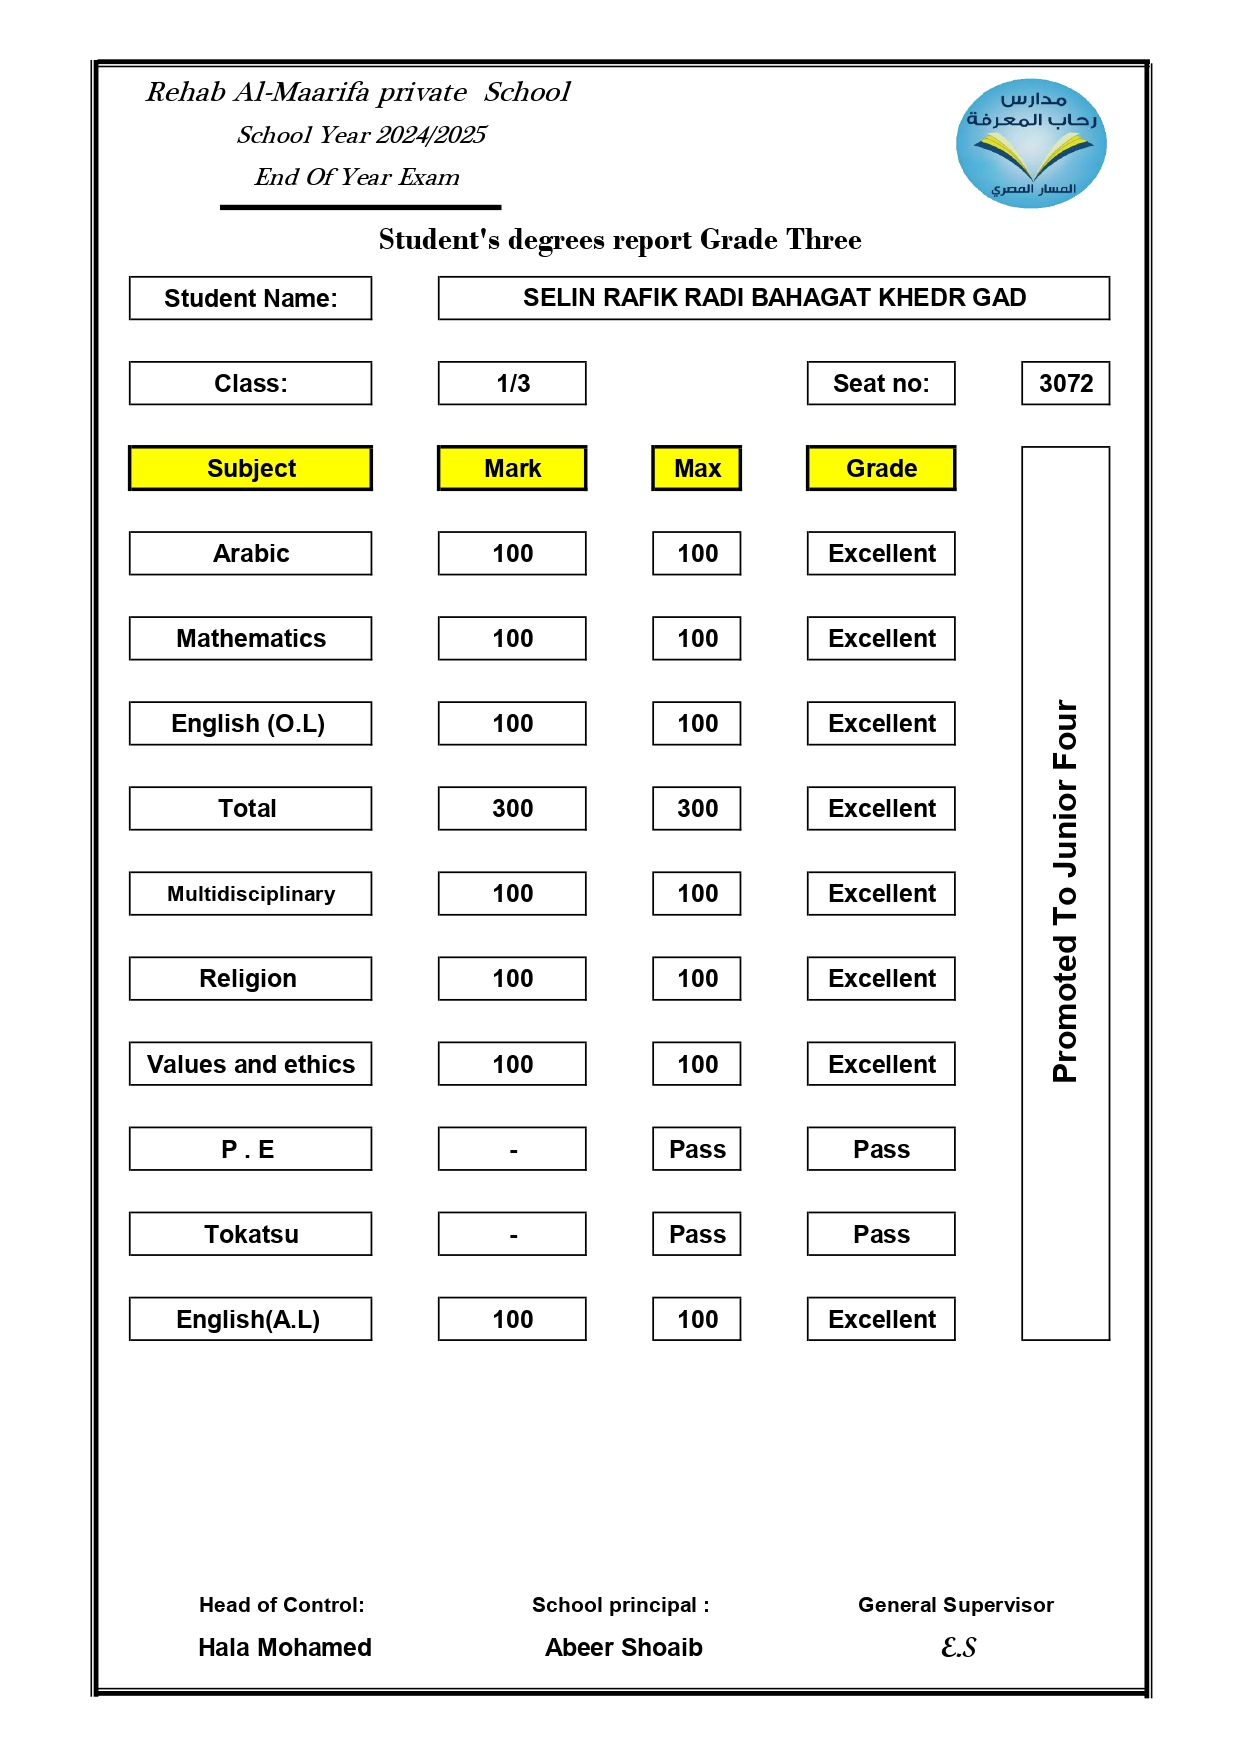 Rehab Al-Maarifa private School
School Year 2024/2025
End Of Year Exam
مدارس
رحاب المعرفة
المسار المصري
Student's degrees report Grade Three
Student Name: SELIN RAFIK RADI BAHAGAT KHEDR GAD
Class: 1/3 Seat no: 3072
Subject Mark Max Grade
Arabic 100 100 Excellent
Mathematics 100 100 Excellent
English (O.L) 100 100 Excellent
Total 300 300 Excellent
Multidisciplinary 100 100 Excellent
Religion 100 100 Excellent
Values and ethics 100 100 Excellent
P . E - Pass Pass
Tokatsu - Pass Pass
English(A.L) 100 100 Excellent
Promoted To Junior Four
Head of Control: School principal : General Supervisor
Hala Mohamed Abeer Shoaib E.S